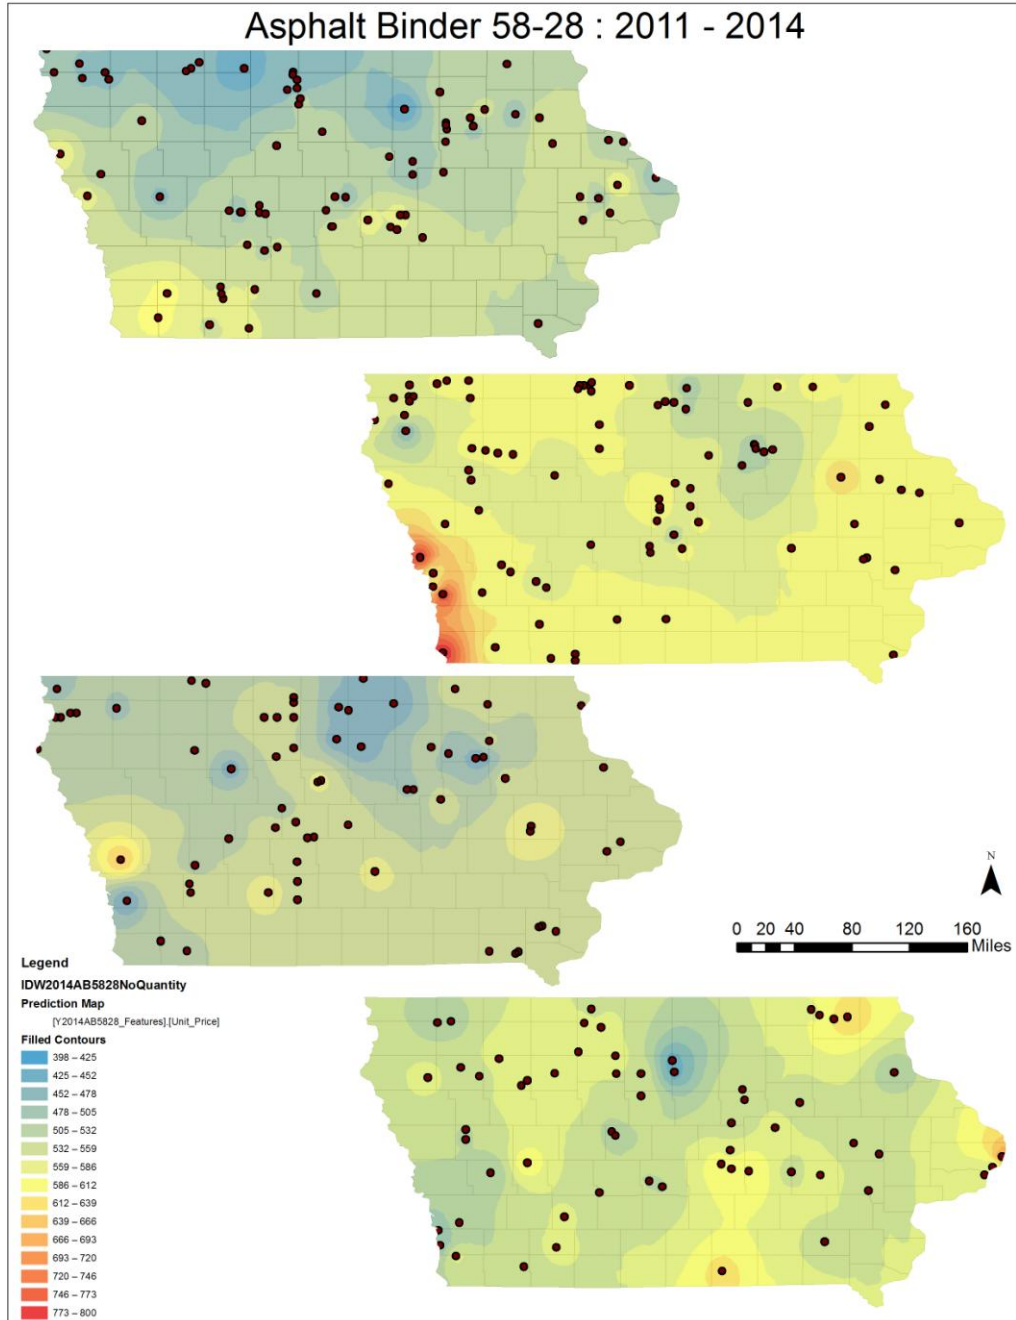 Asphalt Binder 58-28 : 2011 - 2014
N
0 20 40 80 120 160
Miles
Legend
IDW2014AB5828NoQuantity
Prediction Map
[Y2014AB5828_Features].[Unit_Price]
Filled Contours
398 – 425
425 – 452
452 – 478
478 – 505
505 – 532
532 – 559
559 – 586
586 – 612
612 – 639
639 – 666
666 – 693
693 – 720
720 – 746
746 – 773
773 – 800